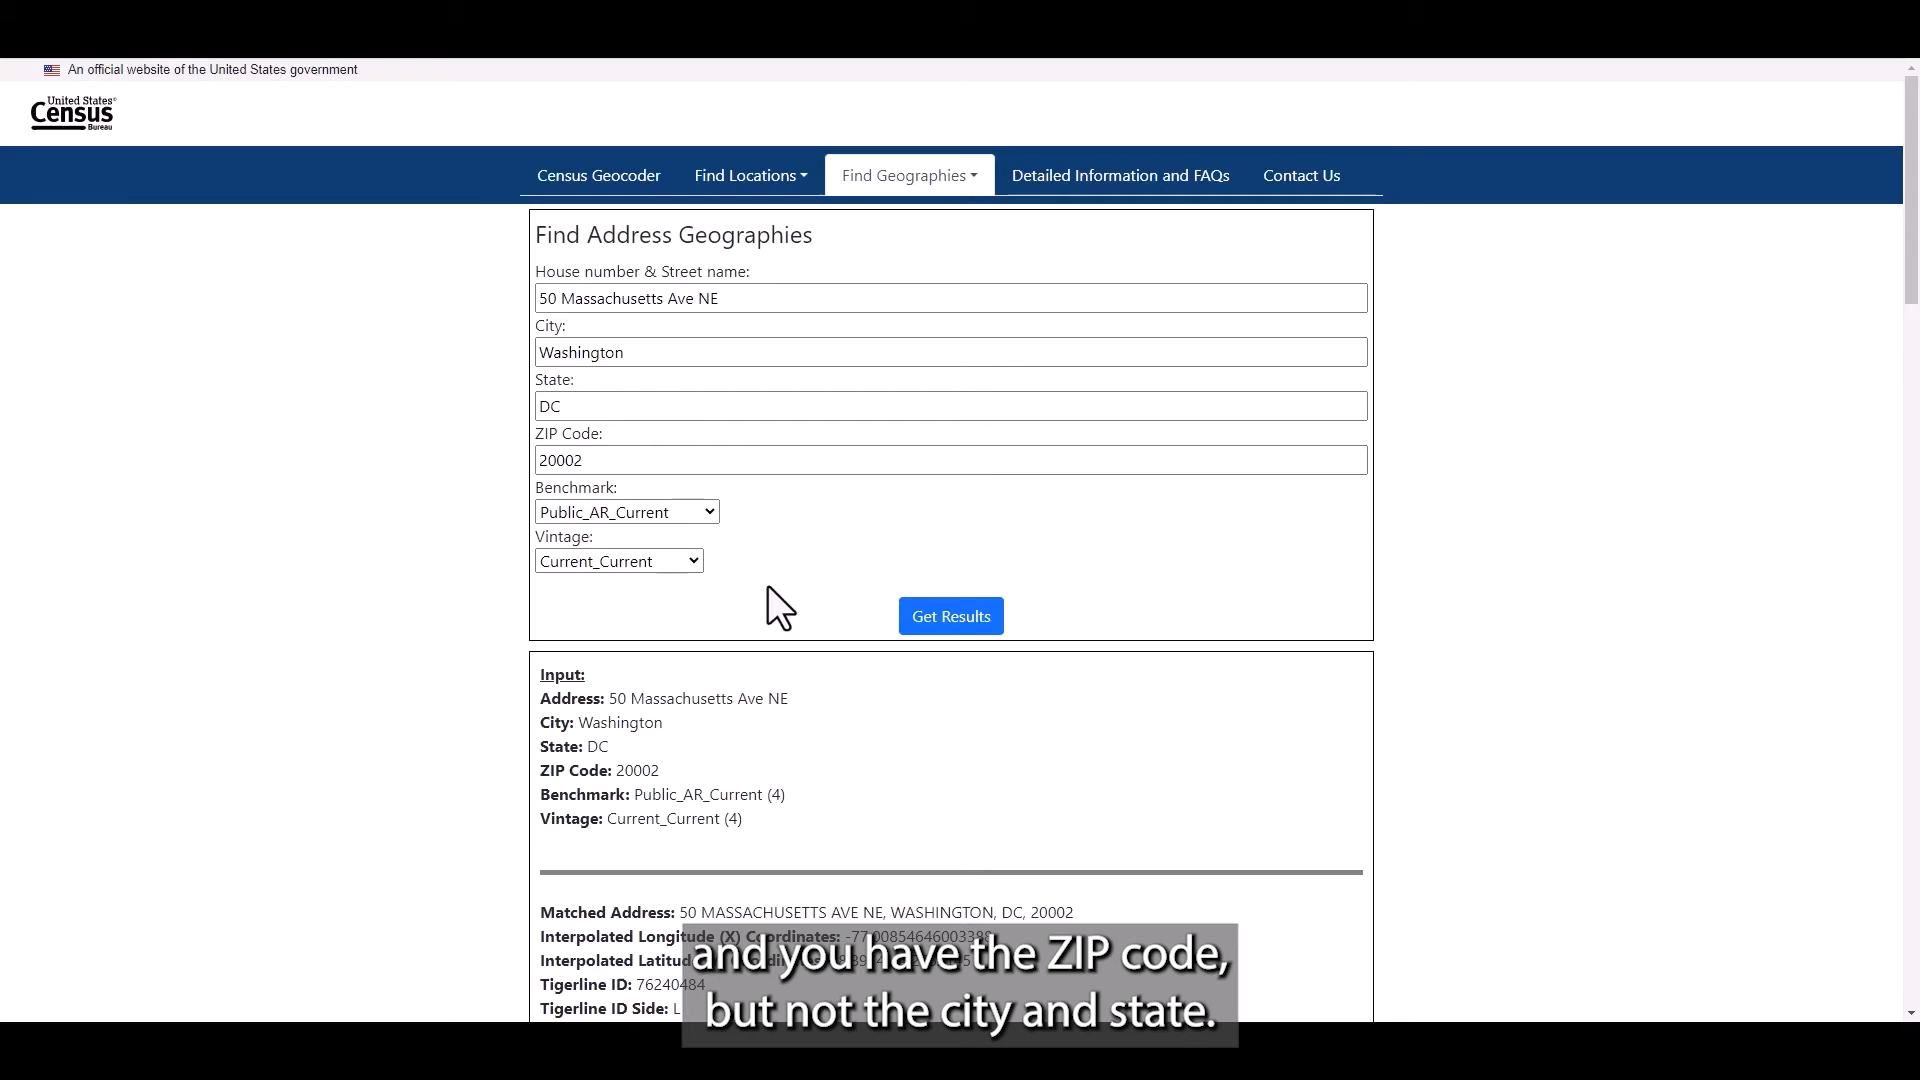 An official website of the United States government
United States®
Census
Bureau
Census Geocoder Find Locations Find Geographies Detailed Information and FAQs Contact Us
Find Address Geographies
House number & Street name:
50 Massachusetts Ave NE
City:
Washington
State:
DC
ZIP Code:
20002
Benchmark:
Public_AR_Current
Vintage:
Current_Current
Get Results
Input:
Address: 50 Massachusetts Ave NE
City: Washington
State: DC
ZIP Code: 20002
Benchmark: Public_AR_Current (4)
Vintage: Current_Current (4)
Matched Address: 50 MASSACHUSETTS AVE NE, WASHINGTON, DC, 20002
Interpolated Longitude (X) Coordinates:
Interpolated
Tigerline ID: 76240484
Tigerline ID Side: L
and you have the ZIP code,
but not the city and state.